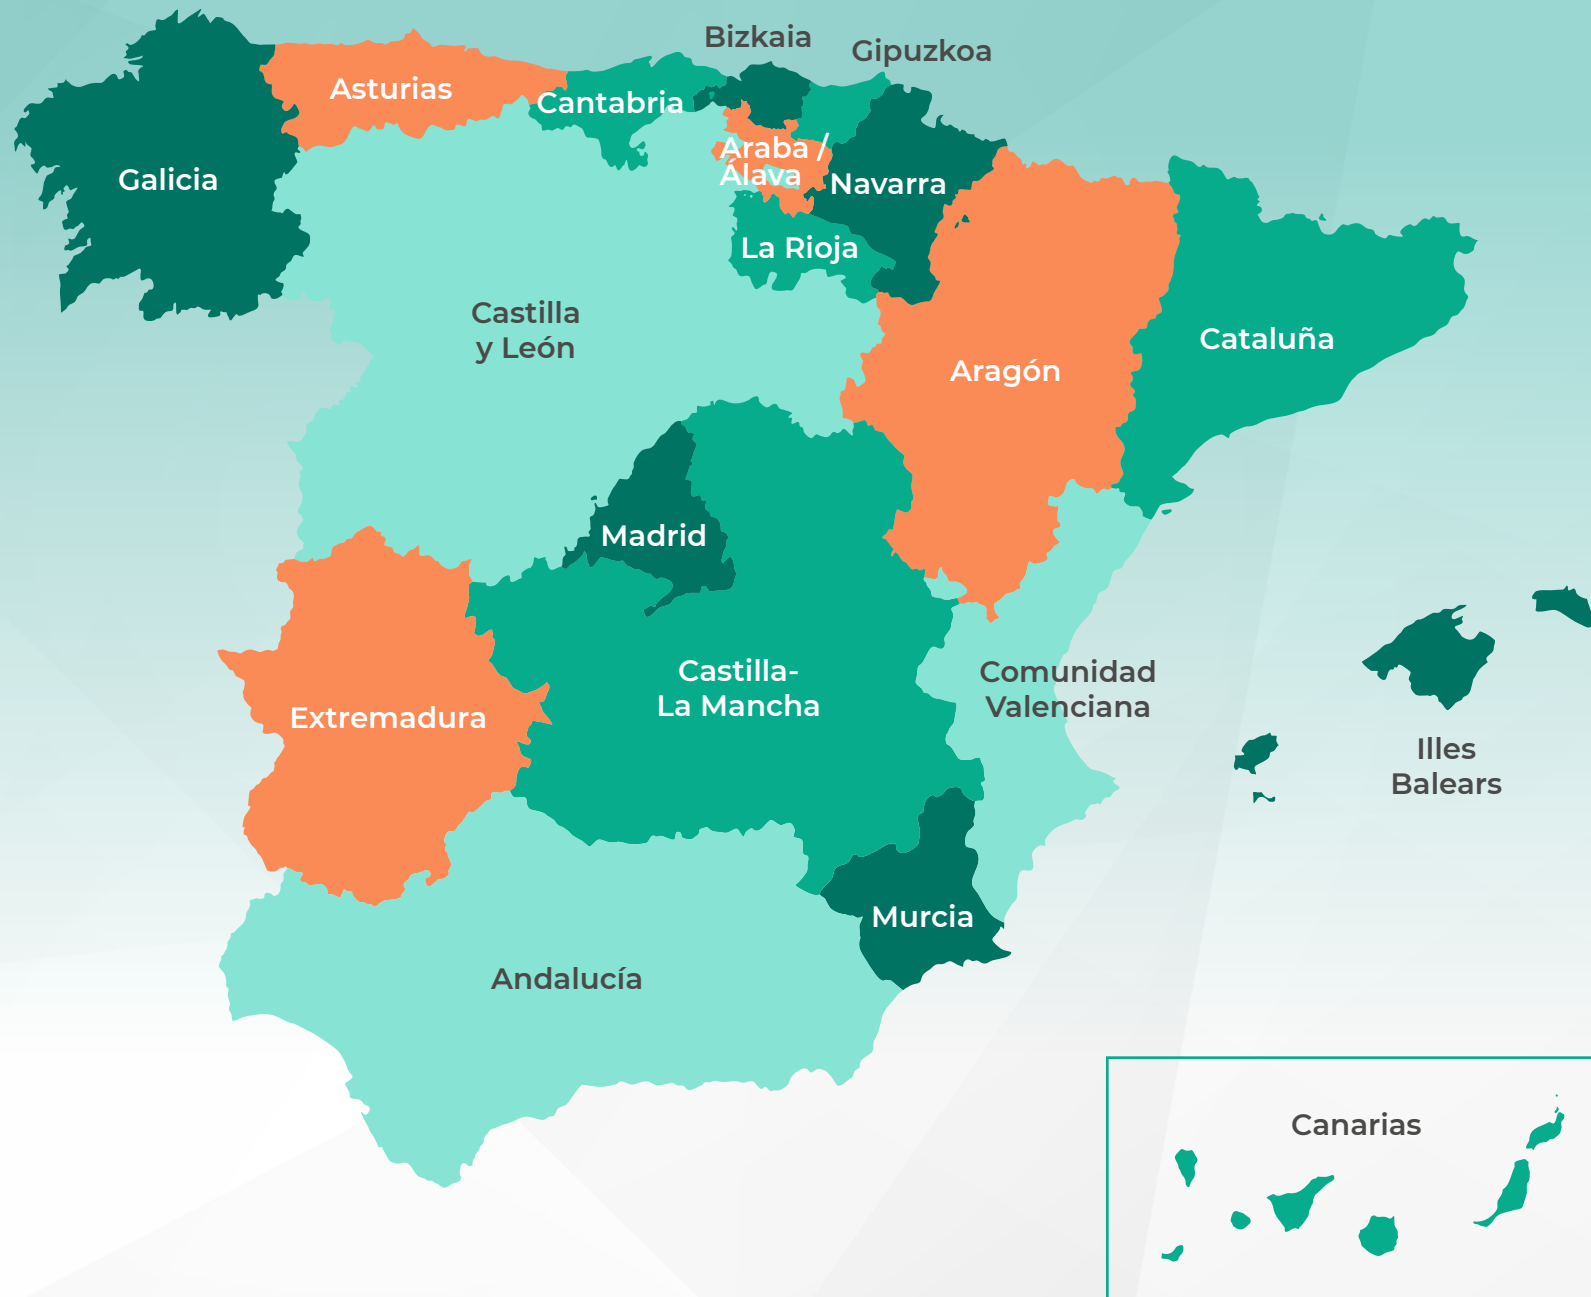 Bizkaia
Gipuzkoa
Asturias
Cantabria
Araba /
Álava
Galicia
Navarra
La Rioja
Castilla
y León
Cataluña
Aragón
Madrid
Castilla-
La Mancha
Comunidad
Valenciana
Extremadura
Illes
Balears
Murcia
Andalucía
Canarias